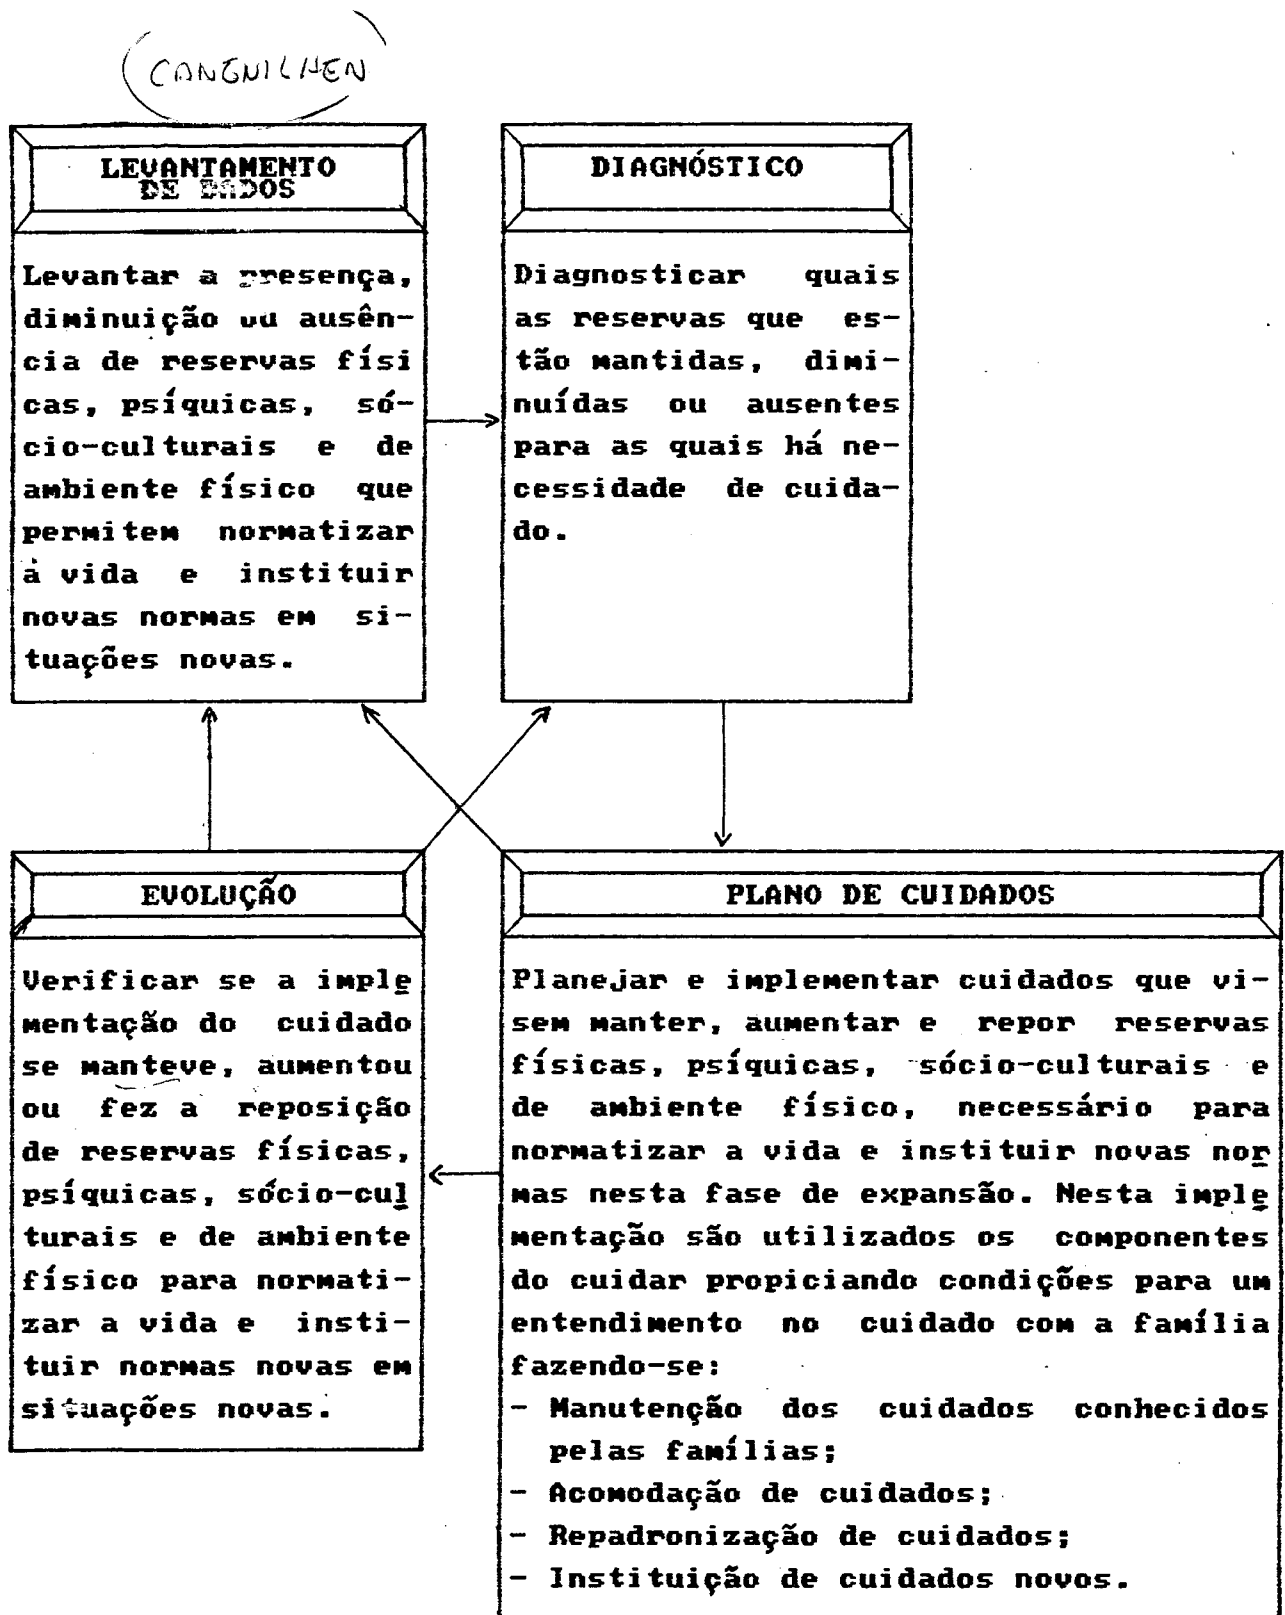 CANGUILHEN
LEVANTAMENTO
DE DADOS
Levantar a presença,
diminuição ou ausên-
cia de reservas físi
cas, psíquicas, só-
cio-culturais e de
ambiente físico que
permitem normatizar
à vida e instituir
novas normas em si-
tuações novas.
DIAGNÓSTICO
Diagnosticar quais
as reservas que es-
tão mantidas, dimi-
nuídas ou ausentes
para as quais há ne-
cessidade de cuida-
do.
EVOLUÇÃO
Verificar se a imple
mentação do cuidado
se manteve, aumentou
ou fez a reposição
de reservas físicas,
psíquicas, sócio-cul
turais e de ambiente
físico para normati-
zar a vida e insti-
tuir normas novas em
situações novas.
PLANO DE CUIDADOS
Planejar e implementar cuidados que vi-
sem manter, aumentar e repor reservas
físicas, psíquicas, sócio-culturais e
de ambiente físico, necessário para
normatizar a vida e instituir novas nor
mas nesta fase de expansão. Nesta imple
mentação são utilizados os componentes
do cuidar propiciando condições para um
entendimento no cuidado com a família
fazendo-se:
- Manutenção dos cuidados conhecidos
pelas famílias;
- Acomodação de cuidados;
- Repadronização de cuidados;
- Instituição de cuidados novos.